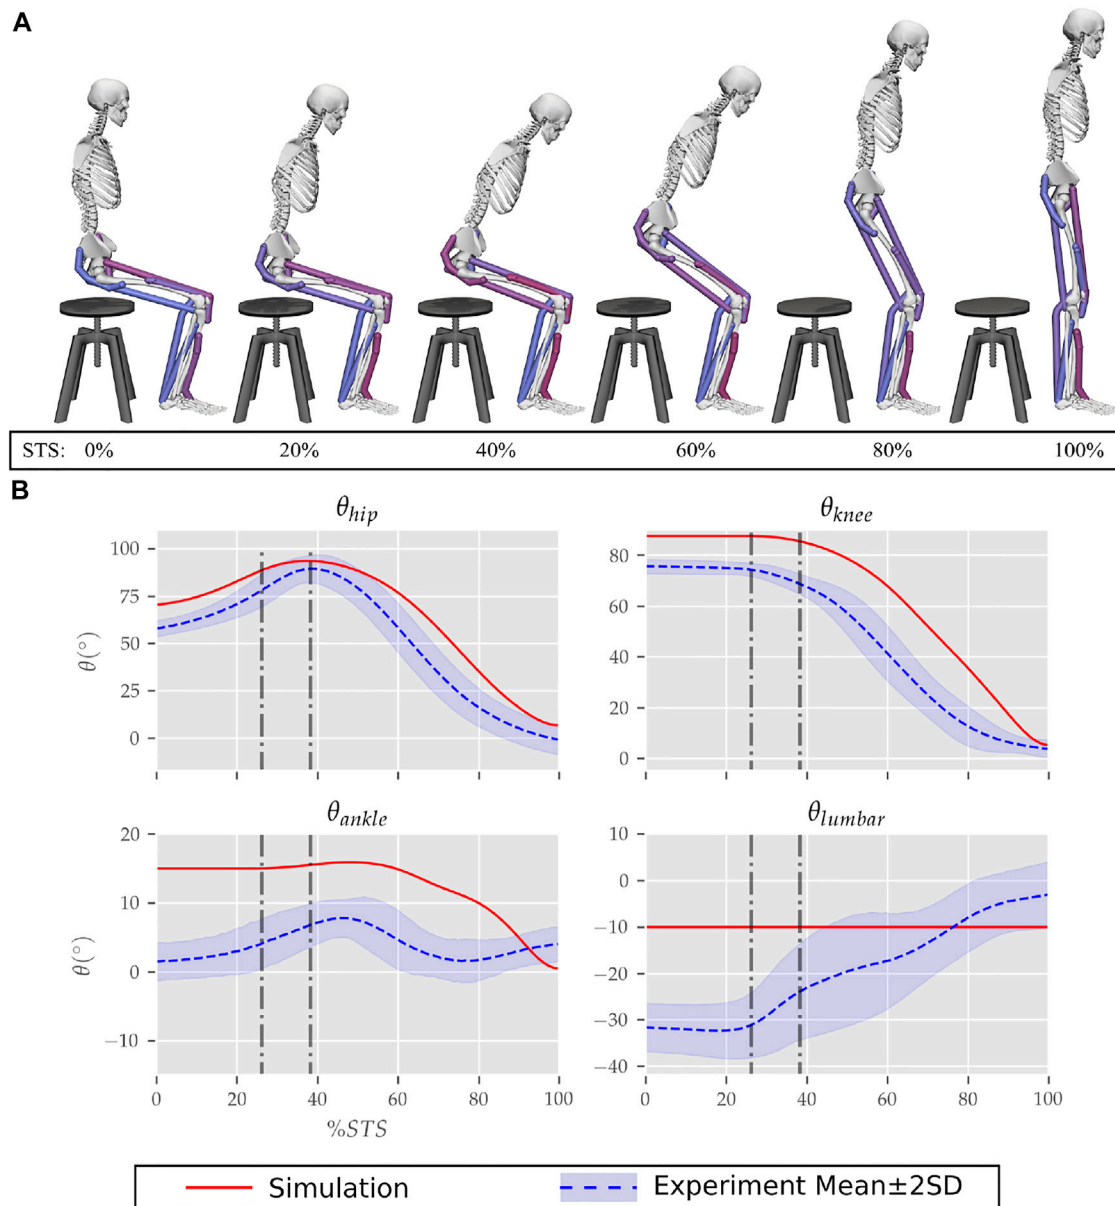 A
STS: 0% 20% 40% 60% 80% 100%
B
θhip
100
75
50
25
0
θ(°)
θknee
80
60
40
20
0
θankle
20
10
0
−10
θ(°)
0 20 40 60 80 100
%STS
θlumbar
10
0
−10
−20
−30
−40
0 20 40 60 80 100
Simulation Experiment Mean±2SD